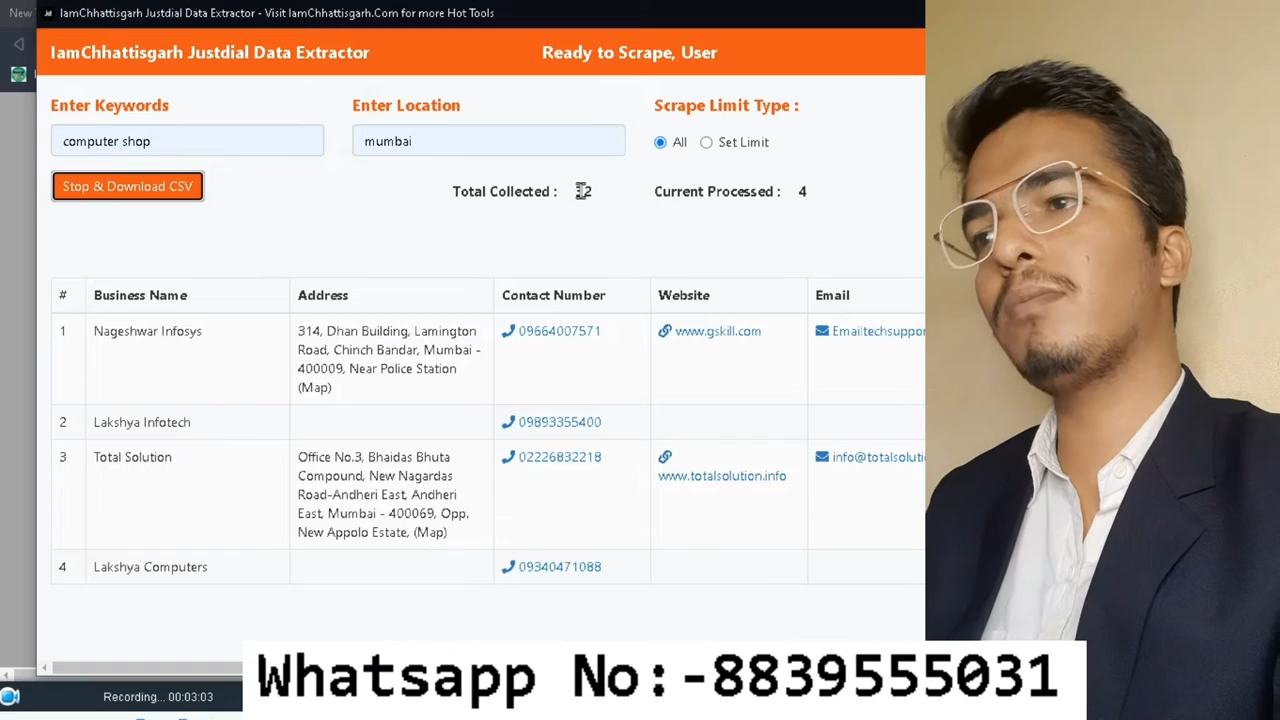 New
IamChhattisgarh Justdial Data Extractor - Visit IamChhattisgarh.Com for more Hot Tools
IamChhattisgarh Justdial Data Extractor
Ready to Scrape, User
Enter Keywords
Enter Location
Scrape Limit Type :
computer shop
mumbai
All
Set Limit
Stop & Download CSV
Total Collected :
Current Processed : 4
# Business Name Address Contact Number Website Email
1 Nageshwar Infosys 314, Dhan Building, Lamington 09664007571 www.gskill.com Emailtechsuppor
Road, Chinch Bandar, Mumbai -
400009, Near Police Station
(Map)
2 Lakshya Infotech 09893355400
3 Total Solution Office No.3, Bhaidas Bhuta 02226832218 info@totalsoluti
Compound, New Nagardas www.totalsolution.info
Road-Andheri East, Andheri
East, Mumbai - 400069, Opp.
New Appolo Estate, (Map)
4 Lakshya Computers 09340471088
Whatsapp No:-8839555031
Recording... 00:03:03